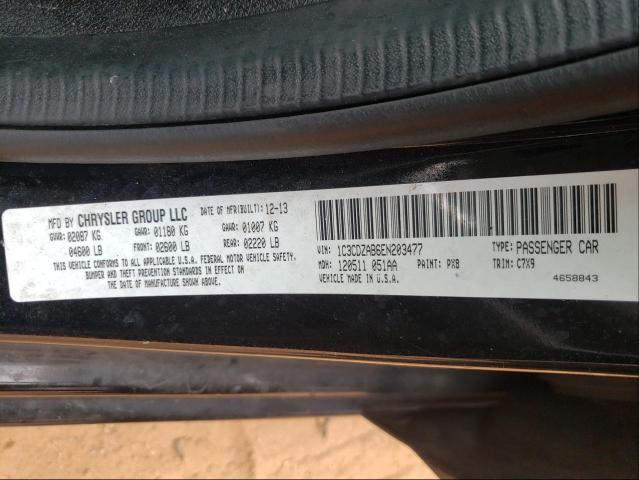 MFD BY CHRYSLER GROUP LLC DATE OF MFR(BUILT): 12-13
GVWR: 02087 KG GAWR: 01180 KG GAWR: 01007 KG
04600 LB FRONT: 02600 LB REAR: 02220 LB
THIS VEHICLE CONFORMS TO ALL APPLICABLE U.S.A. FEDERAL MOTOR VEHICLE SAFETY,
BUMPER AND THEFT PREVENTION STANDARDS IN EFFECT ON
THE DATE OF MANUFACTURE SHOWN ABOVE.
VIN: 1C3CDZAB6EN203477 TYPE: PASSENGER CAR
MDH: 120511 051AA PAINT: PX8 TRIM: C7X9
VEHICLE MADE IN U.S.A. 4658843